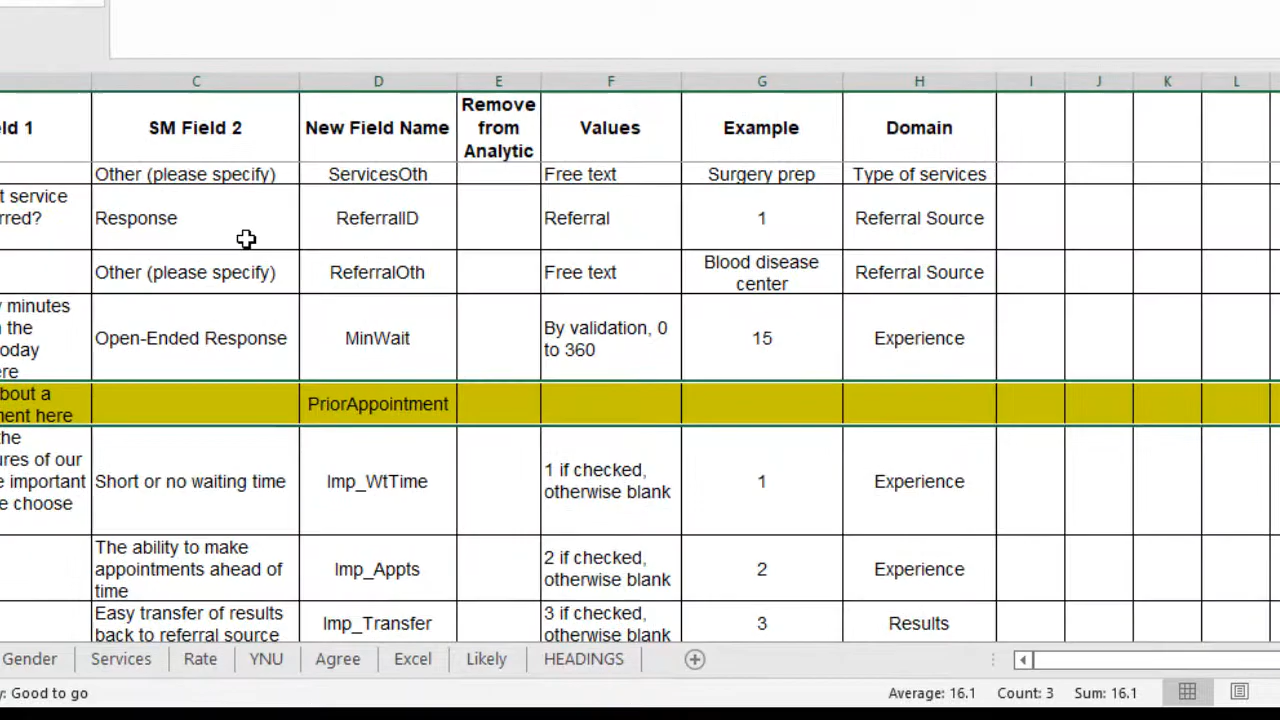 C D E F G H I J K L
ld 1 SM Field 2 New Field Name Remove from Analytic Values Example Domain
Other (please specify) ServicesOth Free text Surgery prep Type of services
t service
rred? Response ReferralID Referral 1 Referral Source
Other (please specify) ReferralOth Free text Blood disease center Referral Source
minutes
the
oday
re
Open-Ended Response MinWait By validation, 0 to 360 15 Experience
bout a
ment here PriorAppointment
the
ures of our
e important
e choose
Short or no waiting time Imp_WtTime 1 if checked, otherwise blank 1 Experience
The ability to make appointments ahead of time Imp_Appts 2 if checked, otherwise blank 2 Experience
Easy transfer of results back to referral source Imp_Transfer 3 if checked, otherwise blank 3 Results
Gender Services Rate YNU Agree Excel Likely HEADINGS
y: Good to go Average: 16.1 Count: 3 Sum: 16.1